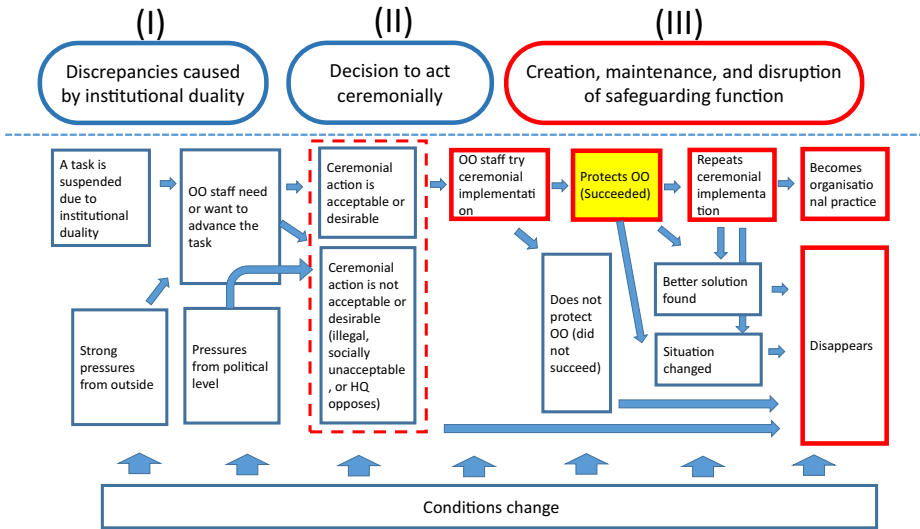 (I)
(II)
(III)
Discrepancies caused
by institutional duality
Decision to act
ceremonially
Creation, maintenance, and disruption
of safeguarding function
A task is
suspended
due to
institutional
duality
OO staff need or
want to advance the
task
Ceremonial
action is
acceptable or
desirable
OO staff try
ceremonial
implementati
on
Protects OO
(Succeeded)
Repeats
ceremonial
implementa
tion
Becomes
organisatio
nal practice
Strong
pressures
from outside
Pressures
from political
level
Ceremonial
action is not
acceptable or
desirable
(illegal,
socially
unacceptable
, or HQ
opposes)
Does not
protect
OO (did
not
succeed)
Better solution
found
Situation
changed
Disappears
Conditions change